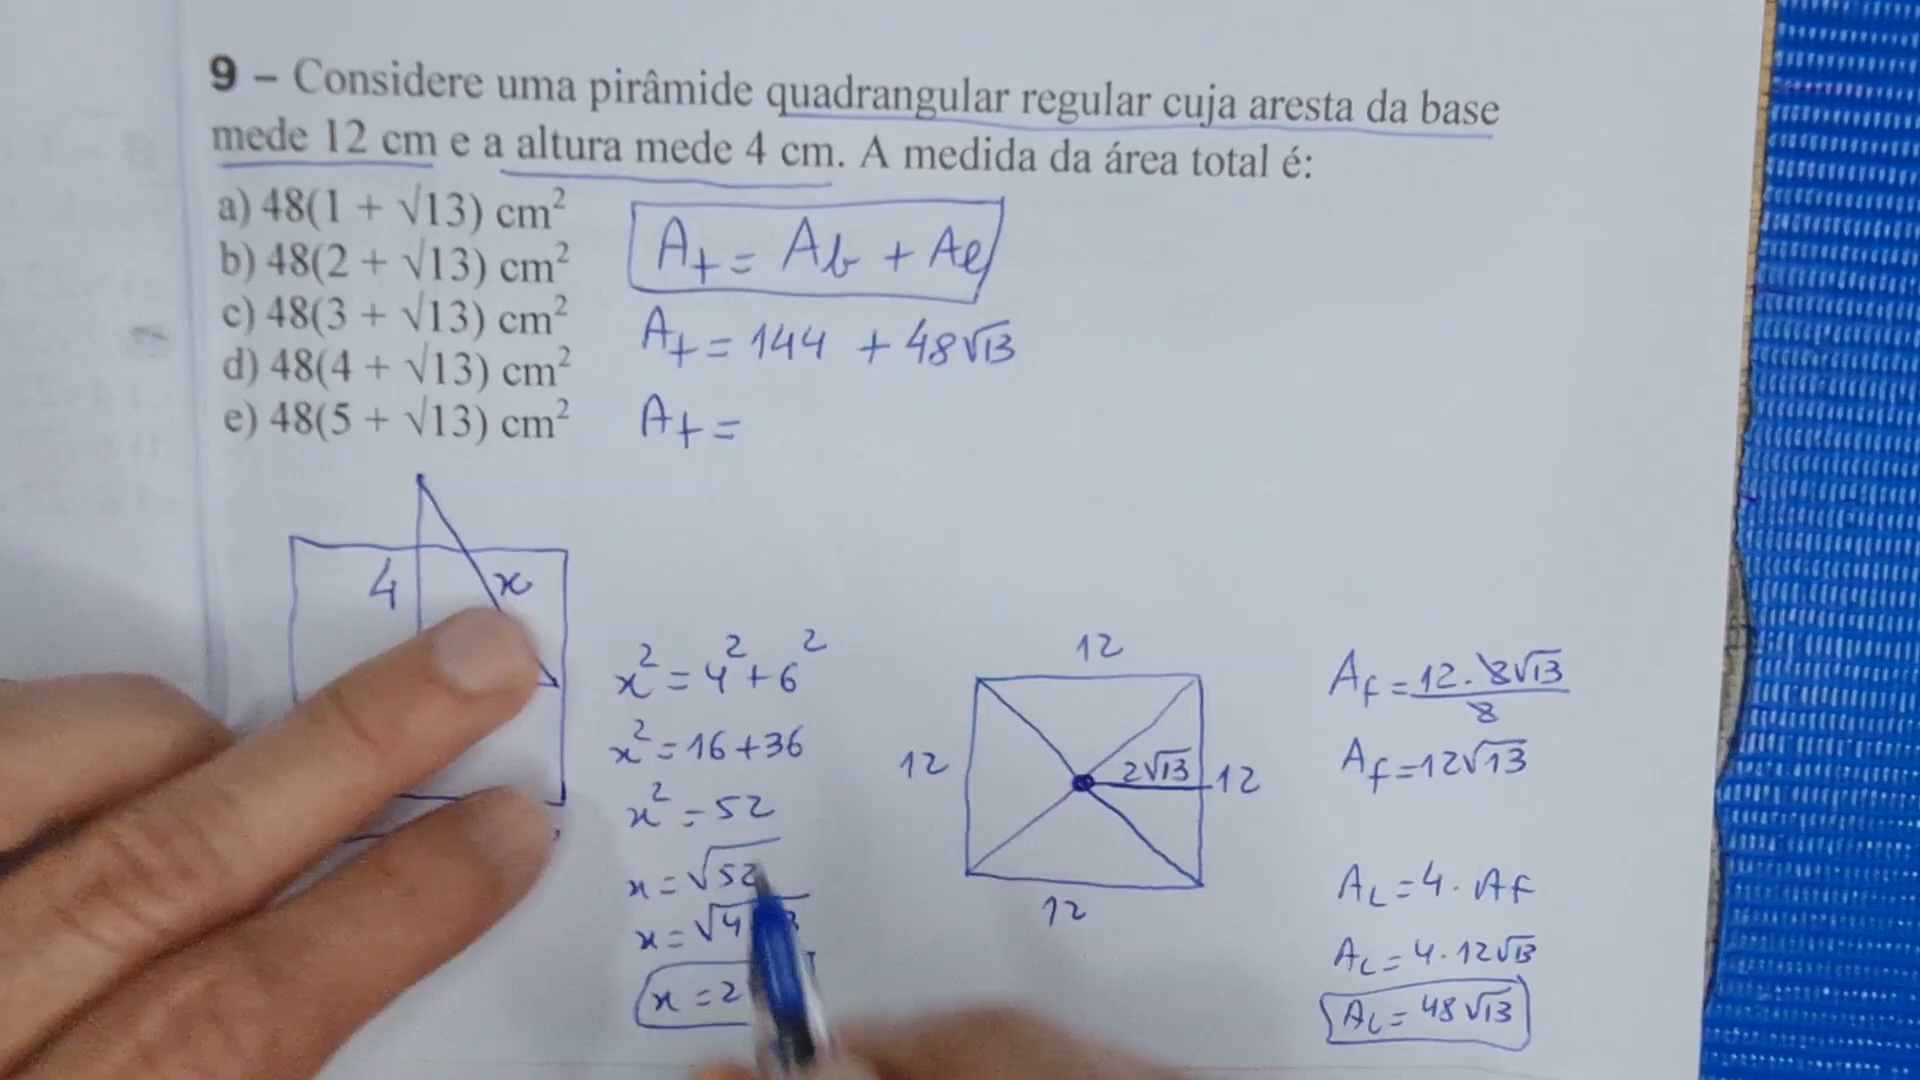 9 – Considere uma pirâmide quadrangular regular cuja aresta da base
mede 12 cm e a altura mede 4 cm. A medida da área total é:
a) 48(1 + √13) cm²
b) 48(2 + √13) cm²
c) 48(3 + √13) cm²
d) 48(4 + √13) cm²
e) 48(5 + √13) cm²
At = Ab + Al
At = 144 + 48√13
At =
4
x
x² = 4² + 6²
x² = 16 + 36
x² = 52
x = √52
x = √4
x = 2
12
12
2√13
12
12
Af = 12 . 2√13 / 2
Af = 12√13
AL = 4 . Af
AL = 4 . 12√13
AL = 48√13